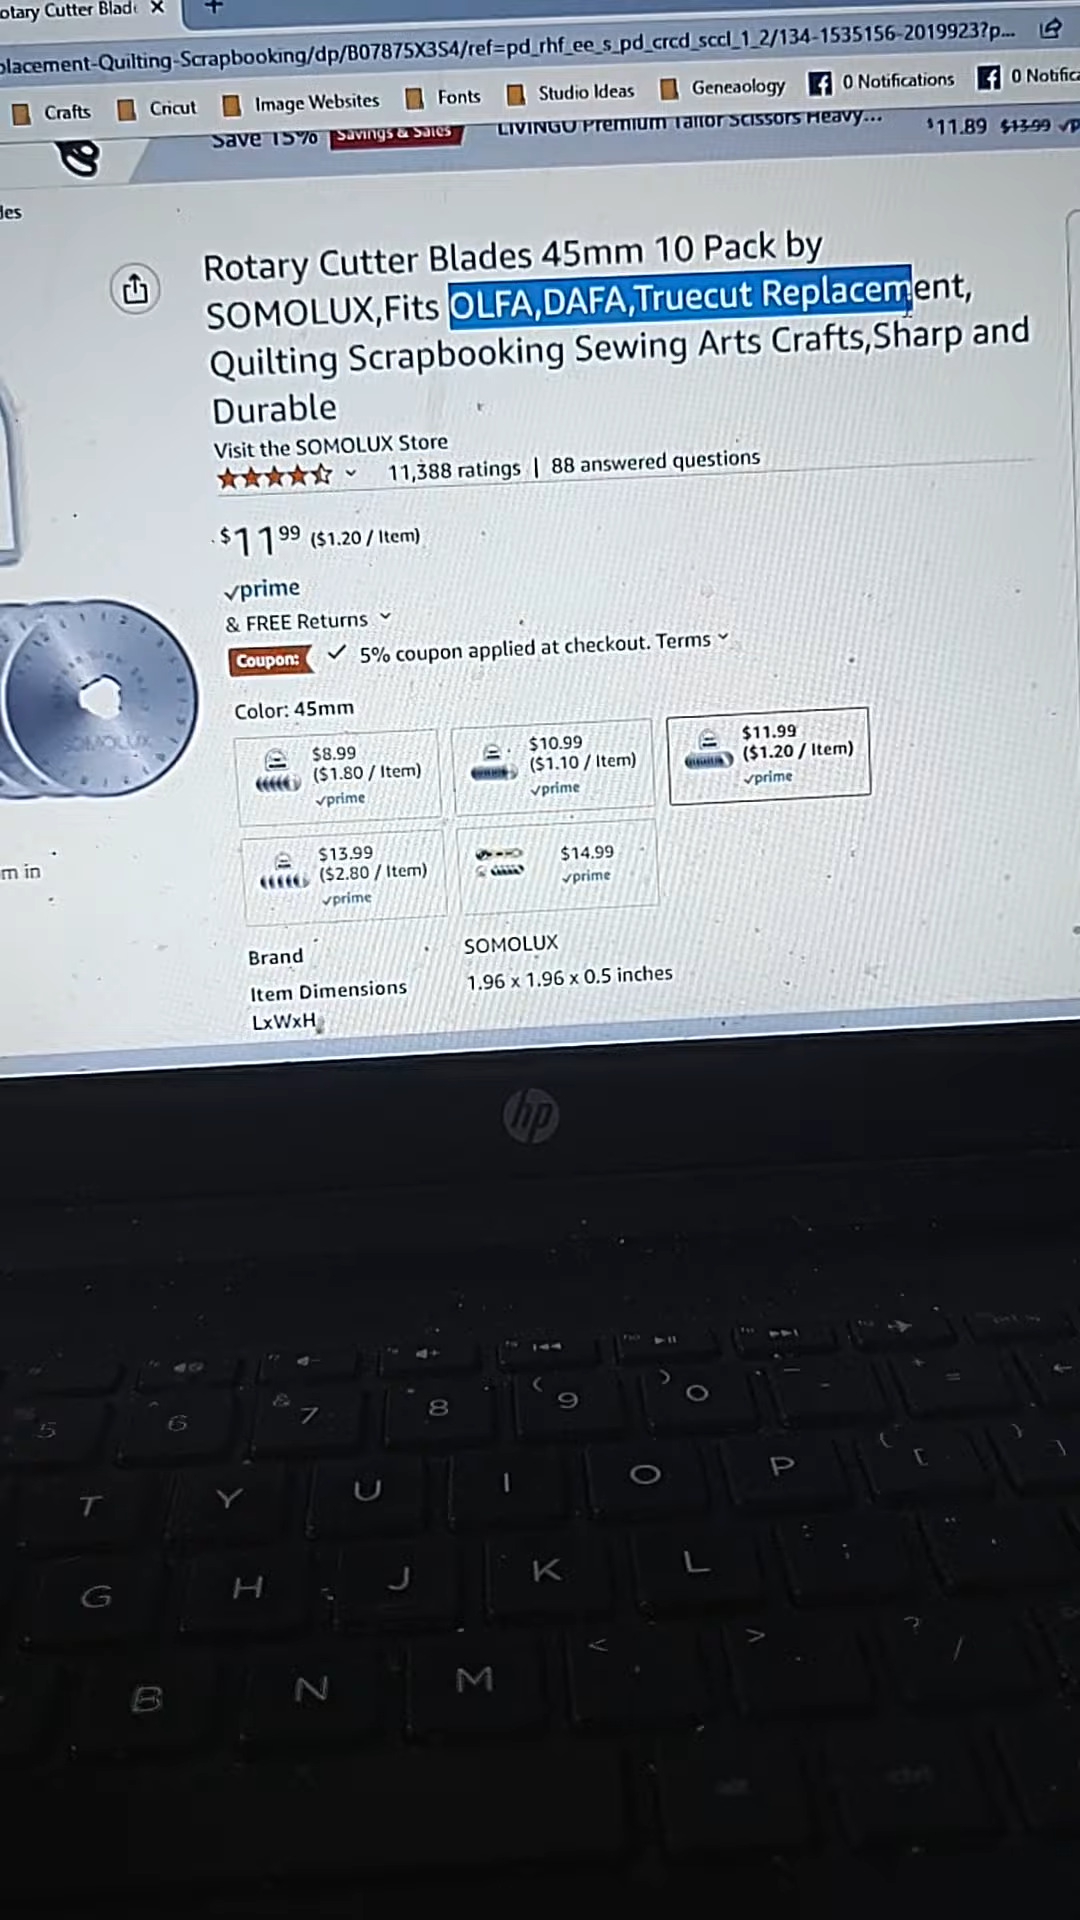 otary Cutter Blad X +
placement-Quilting-Scrapbooking/dp/B07875X3S4/ref=pd_rhf_ee_s_pd_crcd_sccl_1_2/134-1535156-2019923?p...
Crafts Cricut Image Websites Fonts Studio Ideas Geneaology 0 Notifications 0 Notific
Save 15% Savings & Sales LIVINGO Premium Tailor Scissors Heavy... $11.89 $13.99
les
Rotary Cutter Blades 45mm 10 Pack by
SOMOLUX,Fits OLFA,DAFA,Truecut Replacement,
Quilting Scrapbooking Sewing Arts Crafts,Sharp and
Durable
Visit the SOMOLUX Store
11,388 ratings | 88 answered questions
$11 99 ($1.20 / Item)
prime
& FREE Returns
Coupon: 5% coupon applied at checkout. Terms
SOMOLUX
Color: 45mm
$8.99 ($1.80 / Item) prime
$10.99 ($1.10 / Item) prime
$11.99 ($1.20 / Item) prime
$13.99 ($2.80 / Item) prime
$14.99 prime
m in
Brand SOMOLUX
Item Dimensions 1.96 x 1.96 x 0.5 inches
LxWxH
hp
5 ^ 6 & 7 8 ( 9 ) 0 - + =
T Y U I O P [ ]
G H J K L : ;
B N M < > . ? /